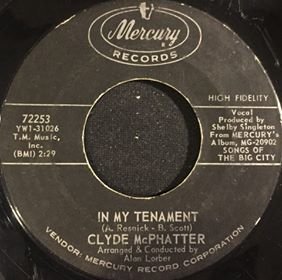 Mercury
RECORDS
HIGH FIDELITY
72253
YW1-31026
T.M. Music,
Inc.
(BMI) 2:29
Vocal
Produced by
Shelby Singleton
From MERCURY's
Album, MG-20902
SONGS OF
THE BIG CITY
IN MY TENAMENT
(A. Resnick - B. Scott)
CLYDE McPHATTER
Arranged & Conducted by
Alan Lorber
VENDOR: MERCURY RECORD CORPORATION